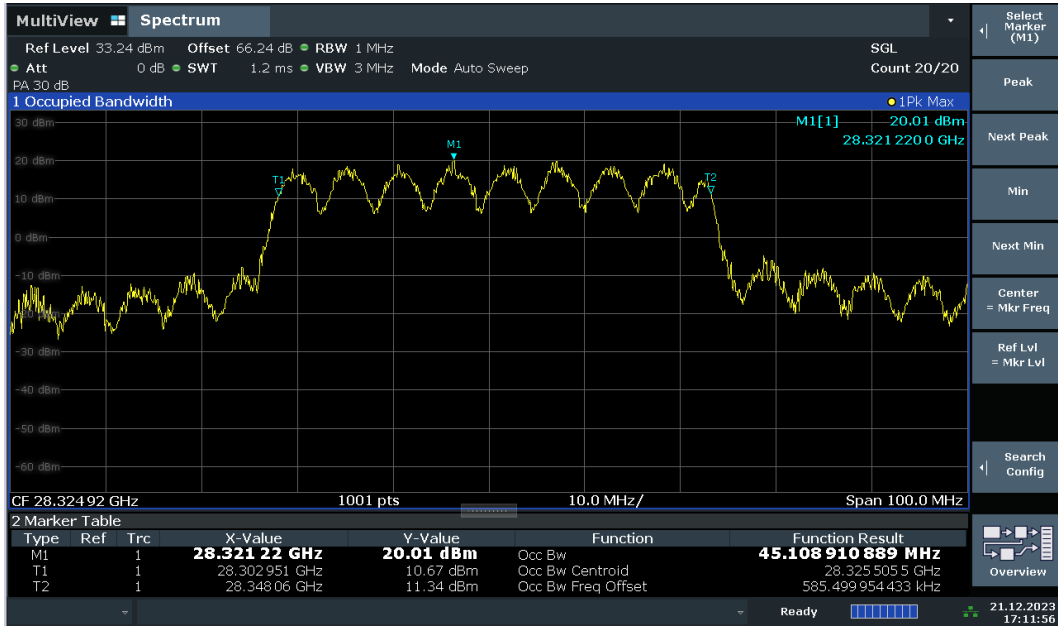 MultiView Spectrum
Ref Level 33.24 dBm Offset 66.24 dB RBW 1 MHz SGL
Att 0 dB SWT 1.2 ms VBW 3 MHz Mode Auto Sweep Count 20/20
PA 30 dB
1 Occupied Bandwidth 1Pk Max
M1[1] 20.01 dBm
28.321 220 0 GHz
30 dBm
20 dBm
10 dBm
0 dBm
-10 dBm
-30 dBm
-40 dBm
-50 dBm
-60 dBm
T1
M1
T2
CF 28.324 92 GHz 1001 pts 10.0 MHz/ Span 100.0 MHz
2 Marker Table
Type Ref Trc X-Value Y-Value Function Function Result
M1 1 28.321 22 GHz 20.01 dBm Occ Bw 45.108 910 889 MHz
T1 1 28.302 951 GHz 10.67 dBm Occ Bw Centroid 28.325 505 5 GHz
T2 1 28.348 06 GHz 11.34 dBm Occ Bw Freq Offset 585.499 954 433 kHz
Ready
21.12.2023
17:11:56
Select
Marker
(M1)
Peak
Next Peak
Min
Next Min
Center
= Mkr Freq
Ref Lvl
= Mkr Lvl
Search
Config
Overview